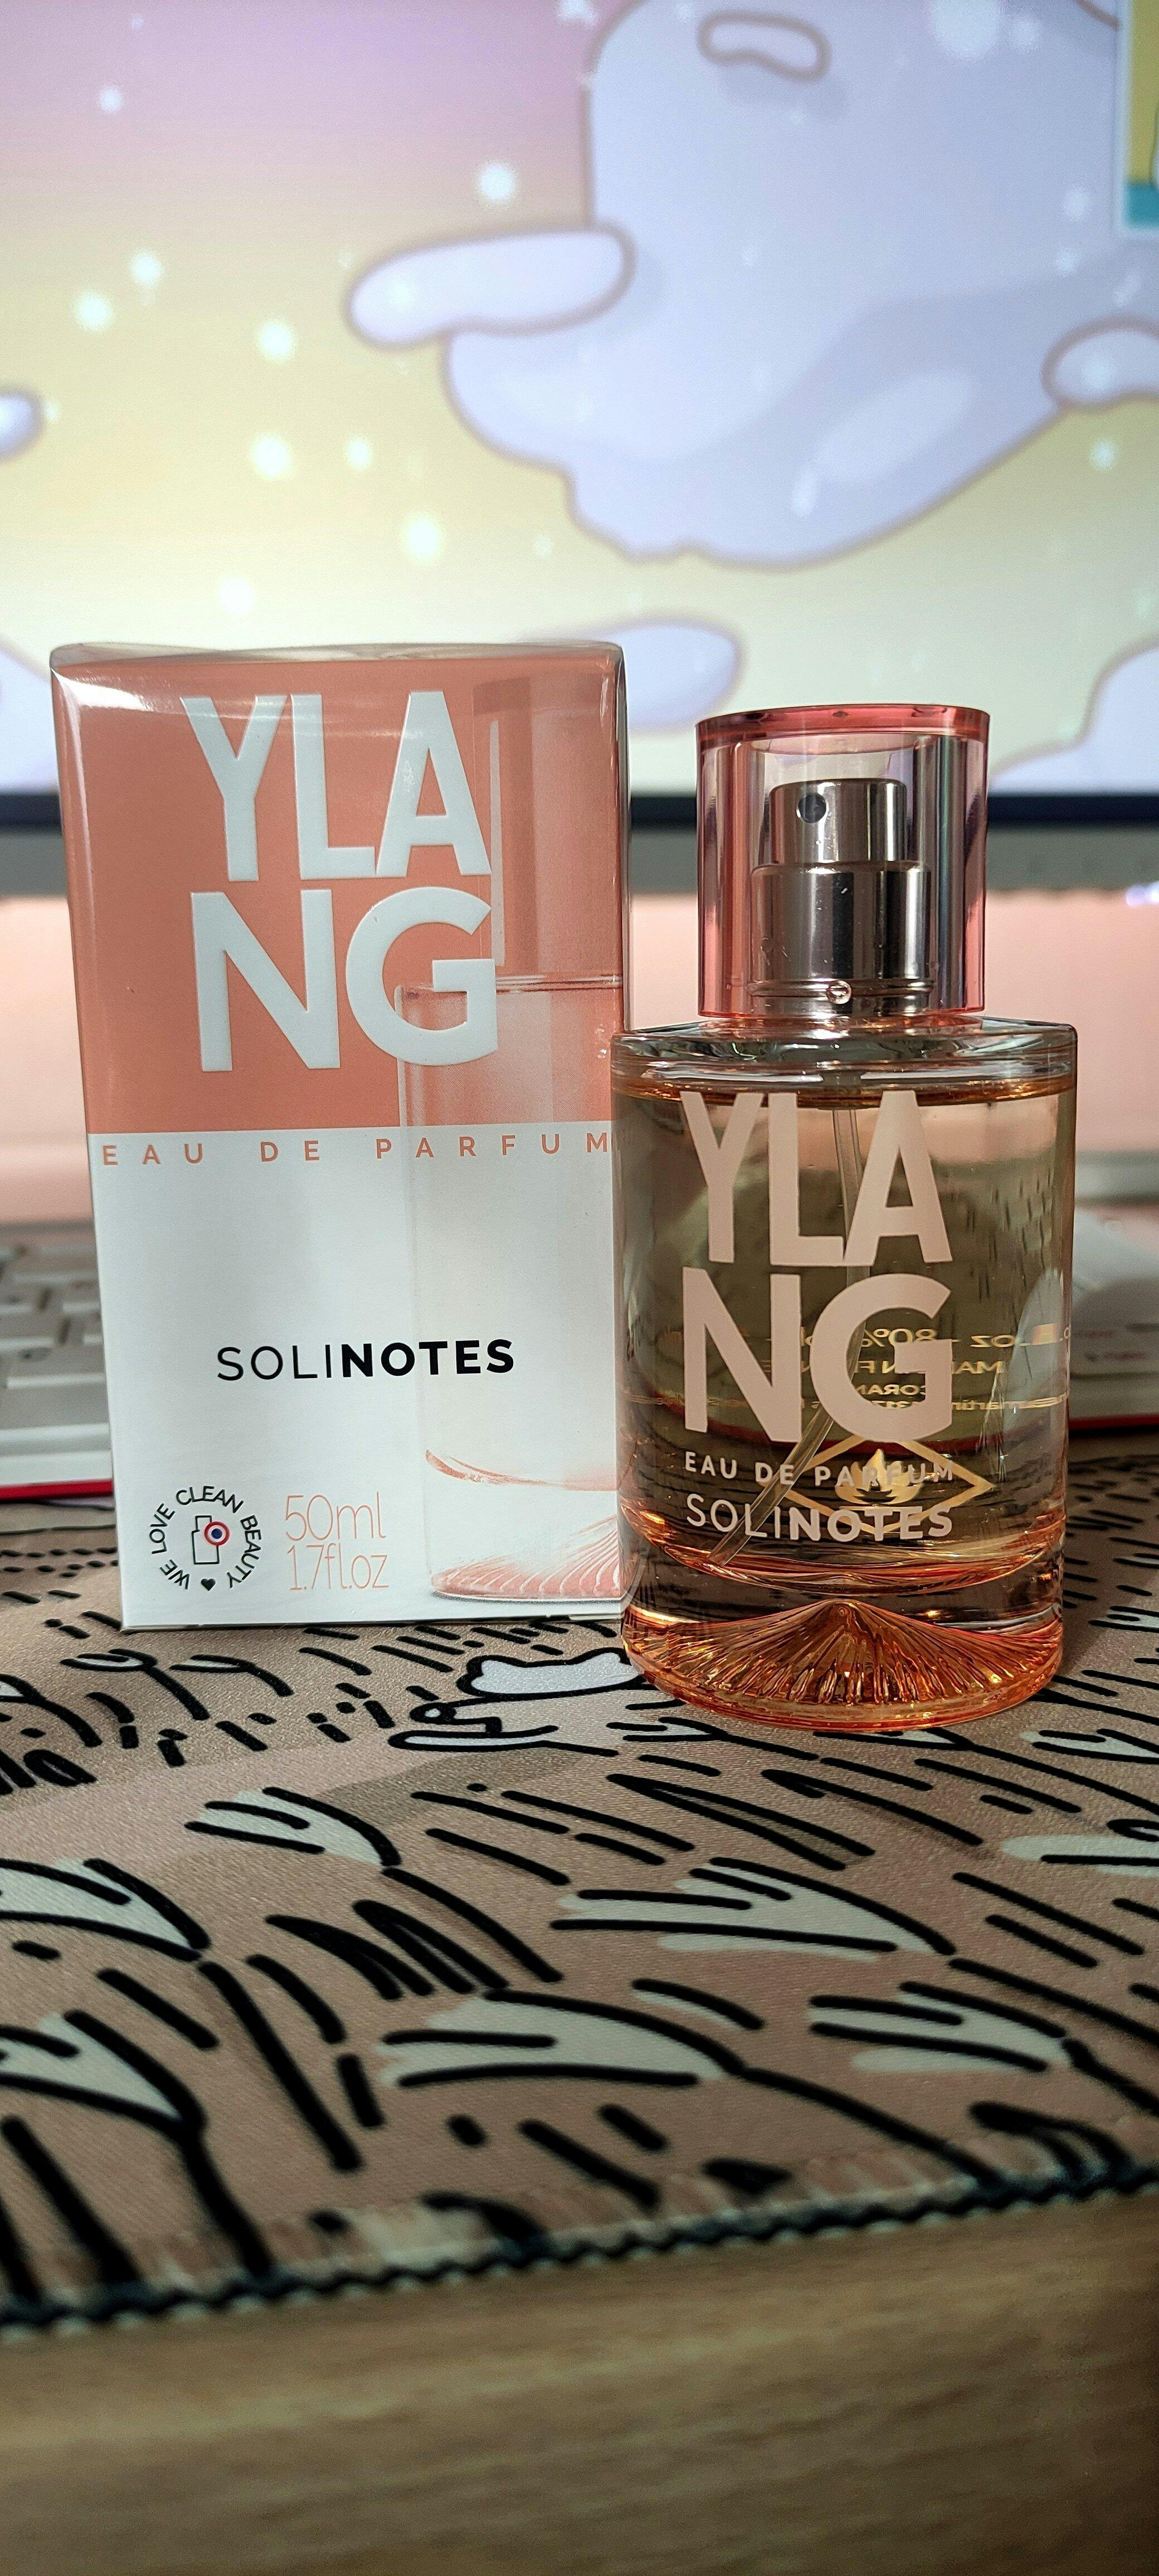 YLA
NG
EAU DE PARFUM
SOLINOTES
WE LOVE CLEAN BEAUTY
50ml
1.7fl.oz
YLA
NG
EAU DE PARFUM
SOLINOTES